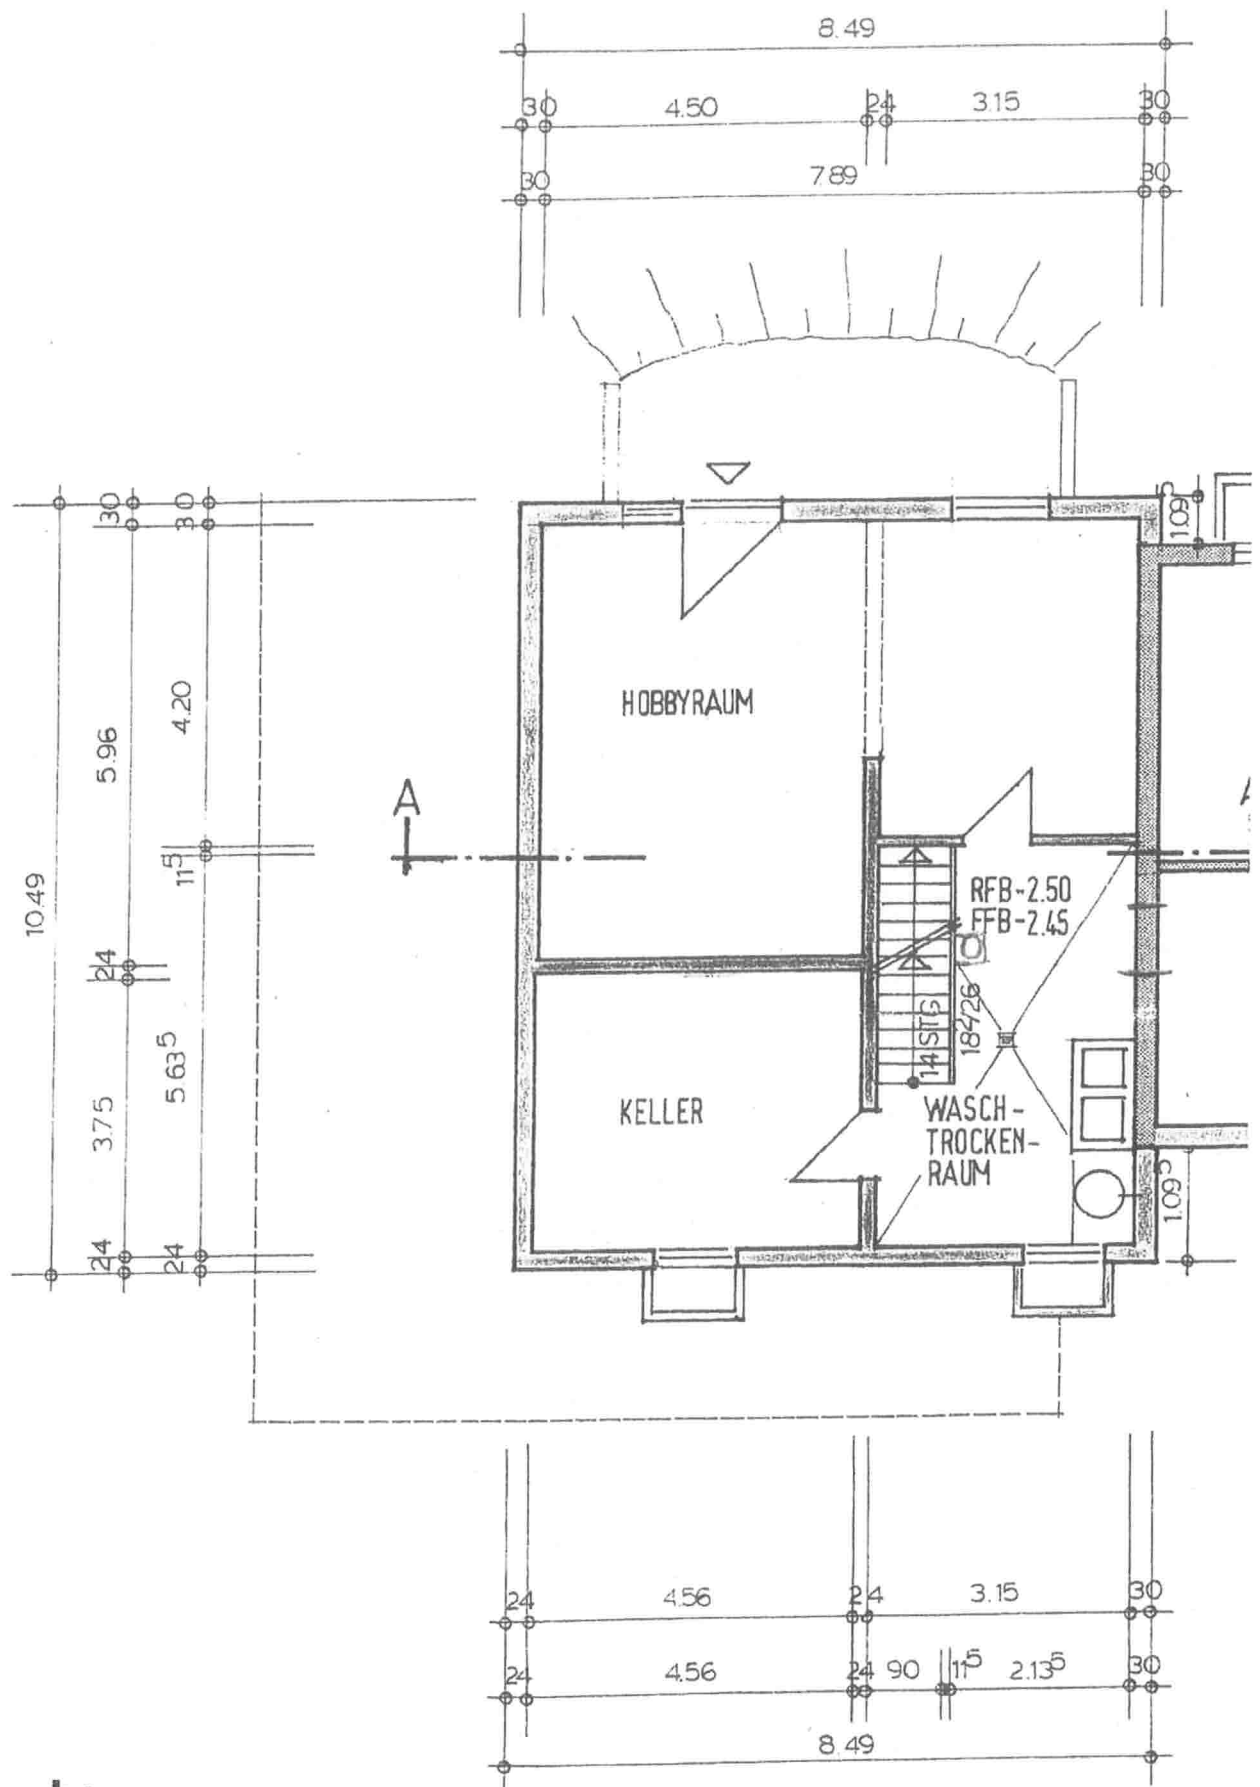 8.49
30 4.50 24 3.15 30
30 7.89 30
30
30
1.09⁵
HOBBYRAUM
4.20
5.96
A
11⁵
RFB-2.50
FFB-2.45
10.49
24
14 STG
18²/26
5.63⁵
3.75
KELLER
WASCH-
TROCKEN-
RAUM
1.09⁵
24
24
24 4.56 24 3.15 30
24 4.56 24 90 11⁵ 2.13⁵ 30
8.49